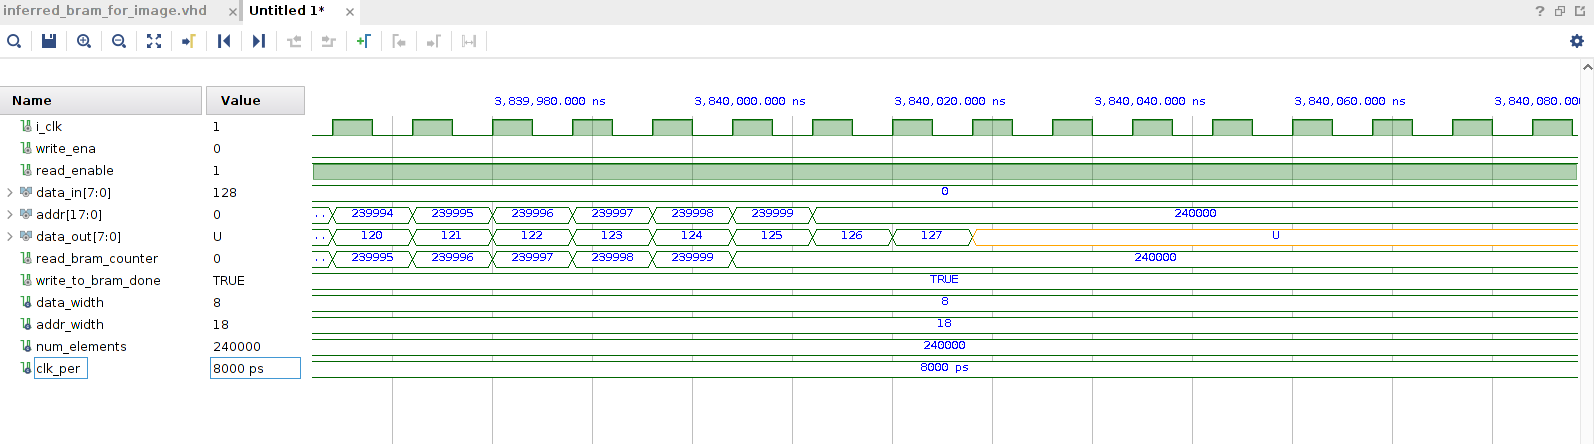 inferred_bram_for_image.vhd × Untitled 1* × ?
Name Value 3,839,980.000 ns 3,840,000.000 ns 3,840,020.000 ns 3,840,040.000 ns 3,840,060.000 ns 3,840,080.00
i_clk 1
write_ena 0
read_enable 1
data_in[7:0] 128 0
addr[17:0] 0 .. 239994 239995 239996 239997 239998 239999 240000
data_out[7:0] U .. 120 121 122 123 124 125 126 127 U
read_bram_counter 0 .. 239995 239996 239997 239998 239999 240000
write_to_bram_done TRUE TRUE
data_width 8 8
addr_width 18 18
num_elements 240000 240000
clk_per 8000 ps 8000 ps